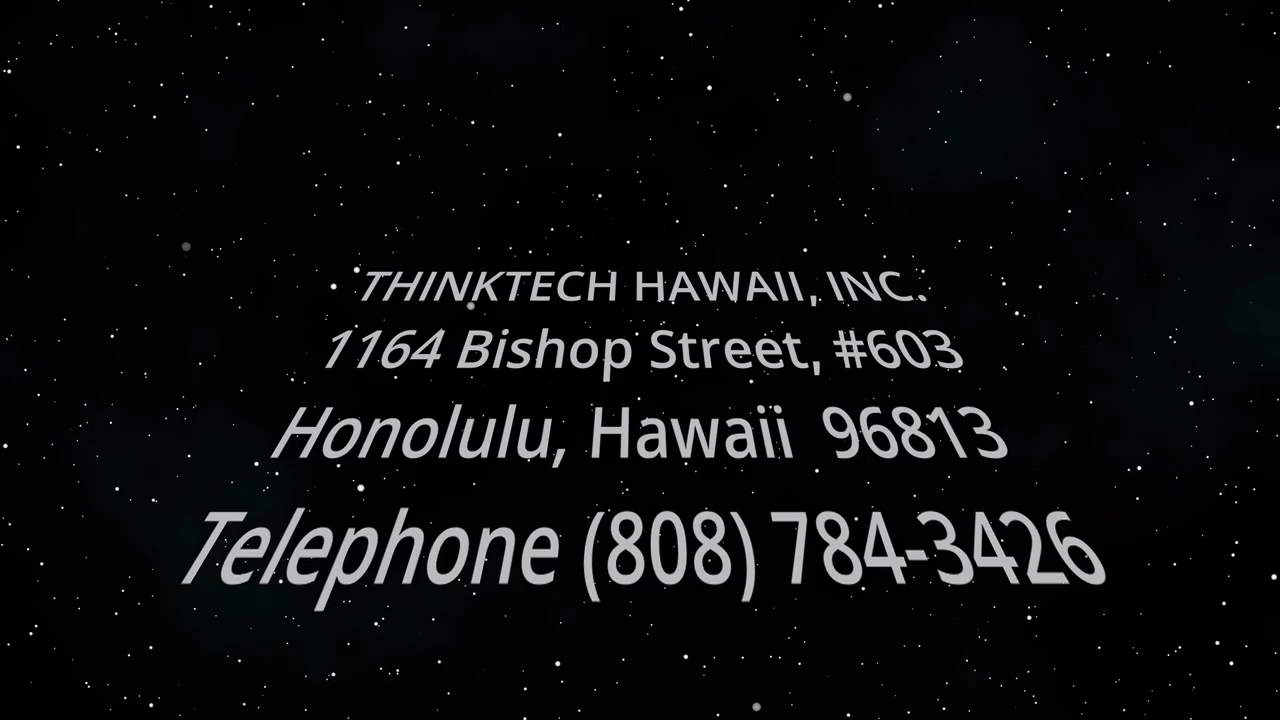 THINKTECH HAWAII, INC.
1164 Bishop Street, #603
Honolulu, Hawaii 96813
Telephone (808) 784-3426